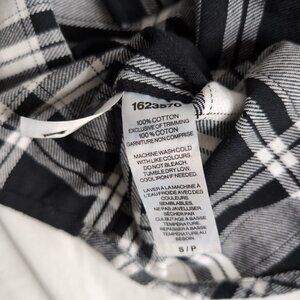 1623570
100% COTTON
EXCLUSIVE OF TRIMMING
100% COTON
GARNITURE NON COMPRISE
MACHINE WASH COLD
WITH LIKE COLOURS.
DO NOT BLEACH.
TUMBLE DRY LOW.
COOL IRON IF NEEDED.
LAVER À LA MACHINE À
L'EAU FROIDE AVEC DES
COULEURS
SEMBLABLES.
NE PAS JAVELLISER.
SÉCHER PAR
CULBUTAGE À BASSE
TEMPÉRATURE.
REPASSER À BASSE
TEMPÉRATURE AU
BESOIN.
S / P